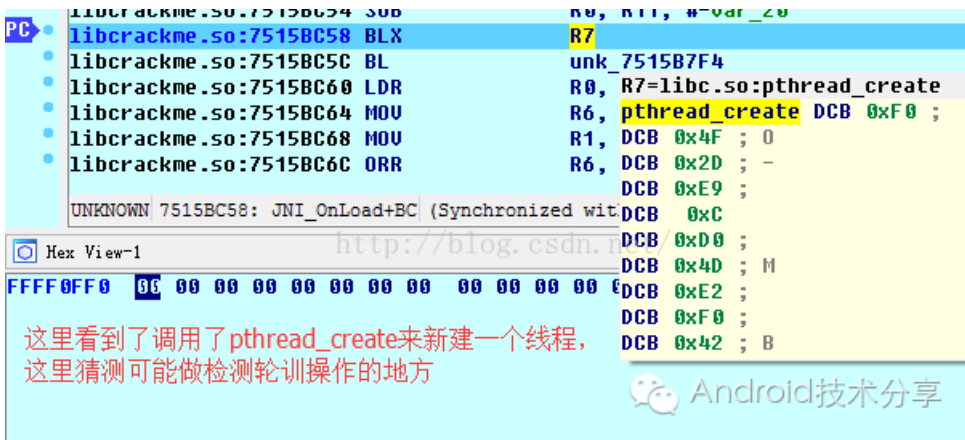 libcrackme.so:7515BC54 SUB R0, R11, #-var_20
PC libcrackme.so:7515BC58 BLX R7
libcrackme.so:7515BC5C BL unk_7515B7F4
libcrackme.so:7515BC60 LDR R0,
libcrackme.so:7515BC64 MOV R6,
libcrackme.so:7515BC68 MOV R1,
libcrackme.so:7515BC6C ORR R6,
R7=libc.so:pthread_create
pthread_create DCB 0xF0 ;
DCB 0x4F ; O
DCB 0x2D ; -
DCB 0xE9 ;
DCB 0xC
DCB 0xD0 ;
DCB 0x4D ; M
DCB 0xE2 ;
DCB 0xF0 ;
DCB 0x42 ; B
UNKNOWN 7515BC58: JNI_OnLoad+BC (Synchronized wit
http://blog.csdn.net/
Hex View-1
FFFF0FF0 00 00 00 00 00 00 00 00 00 00 00 00
这里看到了调用了pthread_create来新建一个线程，
这里猜测可能做检测轮训操作的地方
Android技术分享